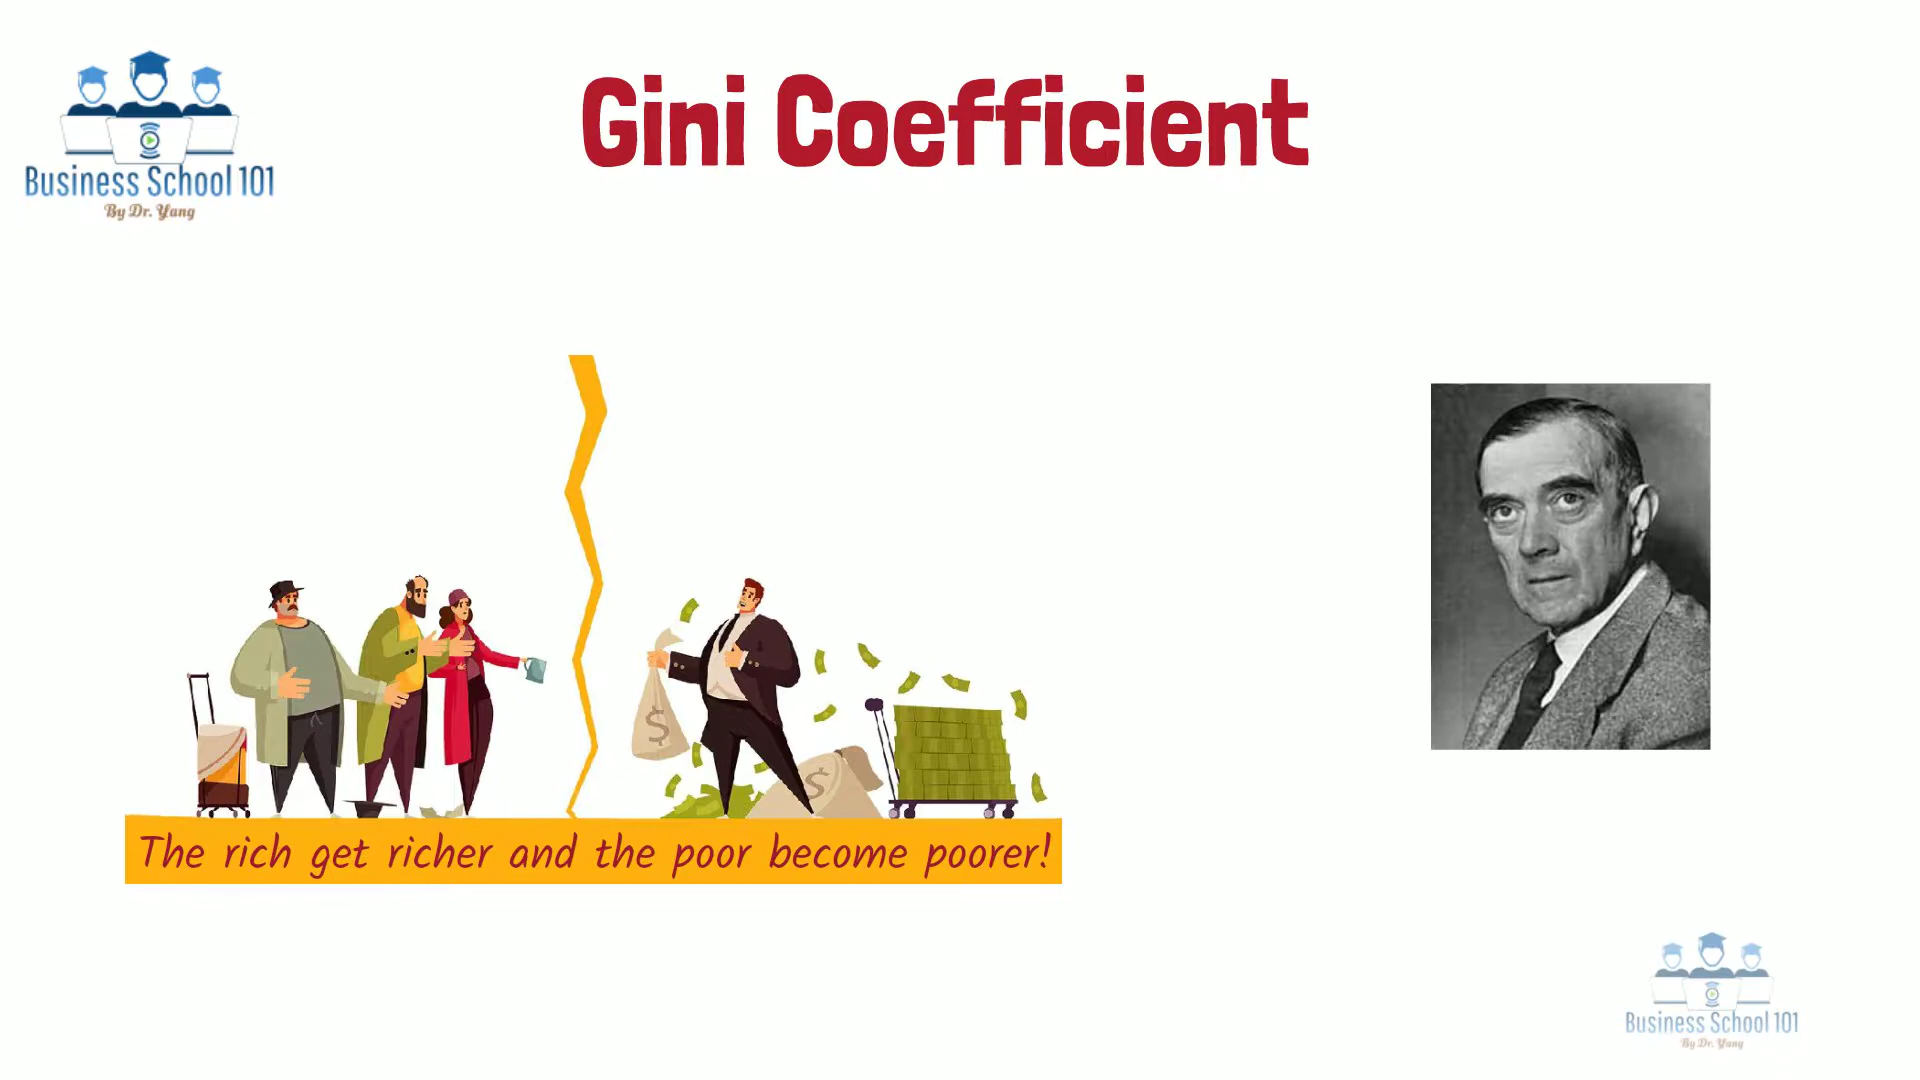 Business School 101
By Dr. Yang
Gini Coefficient
$
$
The rich get richer and the poor become poorer!
Business School 101
By Dr. Yang